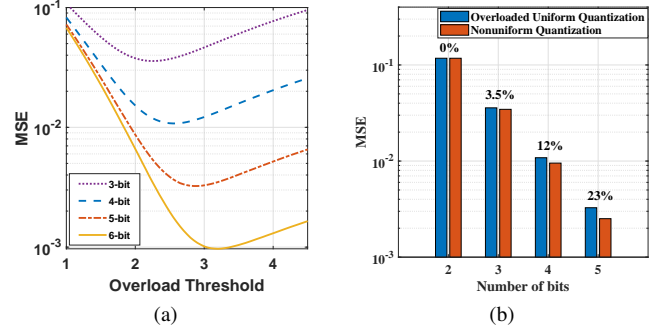 10^-1
10^-2
10^-3
MSE
3-bit
4-bit
5-bit
6-bit
1 2 3 4
Overload Threshold
(a)
Overloaded Uniform Quantization
Nonuniform Quantization
0%
3.5%
12%
23%
10^-1
10^-2
10^-3
MSE
2 3 4 5
Number of bits
(b)